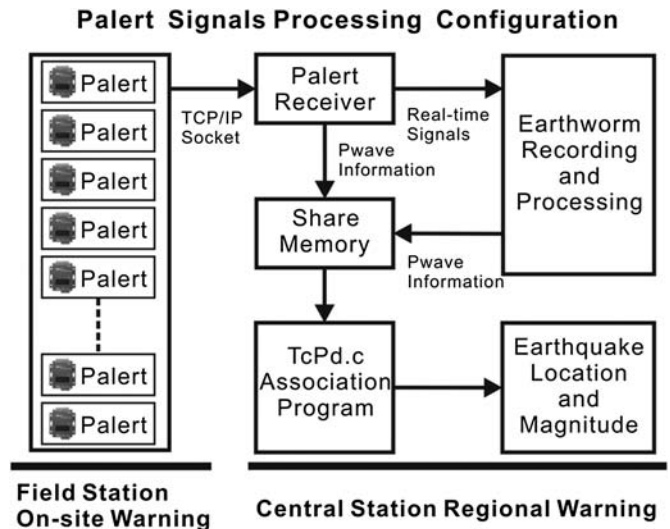 Palert Signals Processing Configuration
Palert
Palert
Palert
Palert
Palert
Palert
Palert
TCP/IP
Socket
Palert
Receiver
Real-time
Signals
Earthworm
Recording
and
Processing
Pwave
Information
Share
Memory
Pwave
Information
TcPd.c
Association
Program
Earthquake
Location
and
Magnitude
Field Station
On-site Warning
Central Station Regional Warning